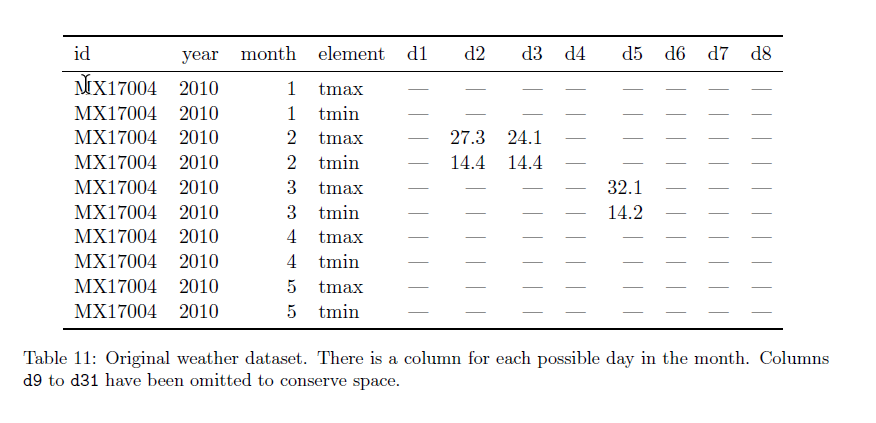 id year month element d1 d2 d3 d4 d5 d6 d7 d8
MX17004 2010 1 tmax — — — — — — — —
MX17004 2010 1 tmin — — — — — — — —
MX17004 2010 2 tmax — 27.3 24.1 — — — — —
MX17004 2010 2 tmin — 14.4 14.4 — — — — —
MX17004 2010 3 tmax — — — — 32.1 — — —
MX17004 2010 3 tmin — — — — 14.2 — — —
MX17004 2010 4 tmax — — — — — — — —
MX17004 2010 4 tmin — — — — — — — —
MX17004 2010 5 tmax — — — — — — — —
MX17004 2010 5 tmin — — — — — — — —
Table 11: Original weather dataset. There is a column for each possible day in the month. Columns
d9 to d31 have been omitted to conserve space.